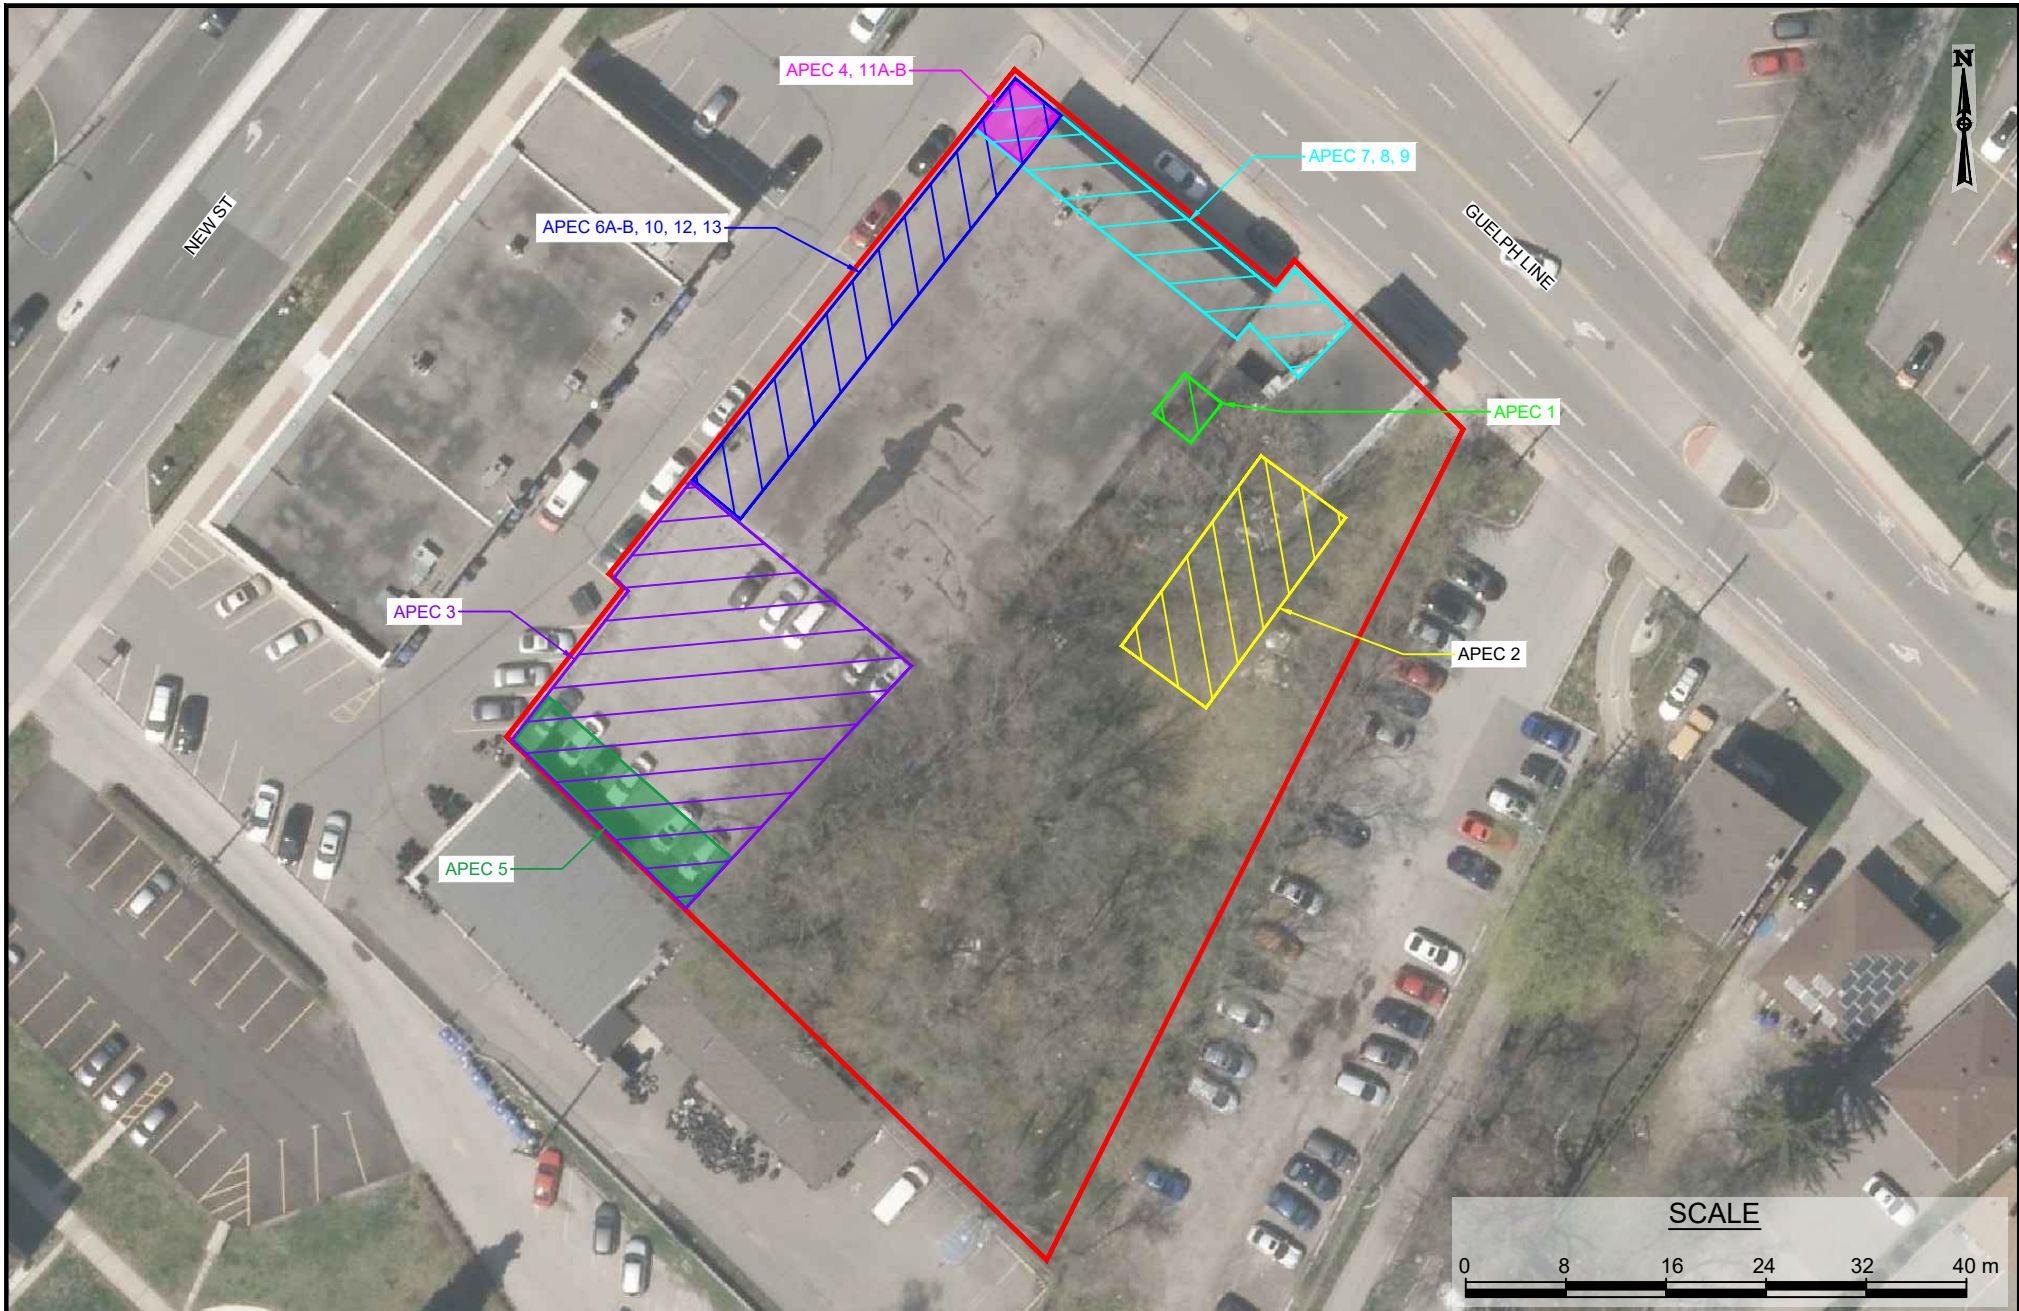 APEC 4, 11A-B
N
APEC 7, 8, 9
NEW ST
APEC 6A-B, 10, 12, 13
GUELPH LINE
APEC 1
APEC 3
APEC 2
APEC 5
SCALE
0 8 16 24 32 40 m